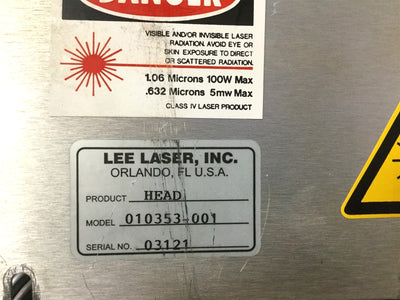 DANGER
VISIBLE AND/OR INVISIBLE LASER
RADIATION. AVOID EYE OR
SKIN EXPOSURE TO DIRECT
OR SCATTERED RADIATION.
1.06 Microns 100W Max
.632 Microns 5mw Max
CLASS IV LASER PRODUCT
LEE LASER, INC.
ORLANDO, FL U.S.A.
PRODUCT HEAD
MODEL 010353-001
SERIAL NO. 03121